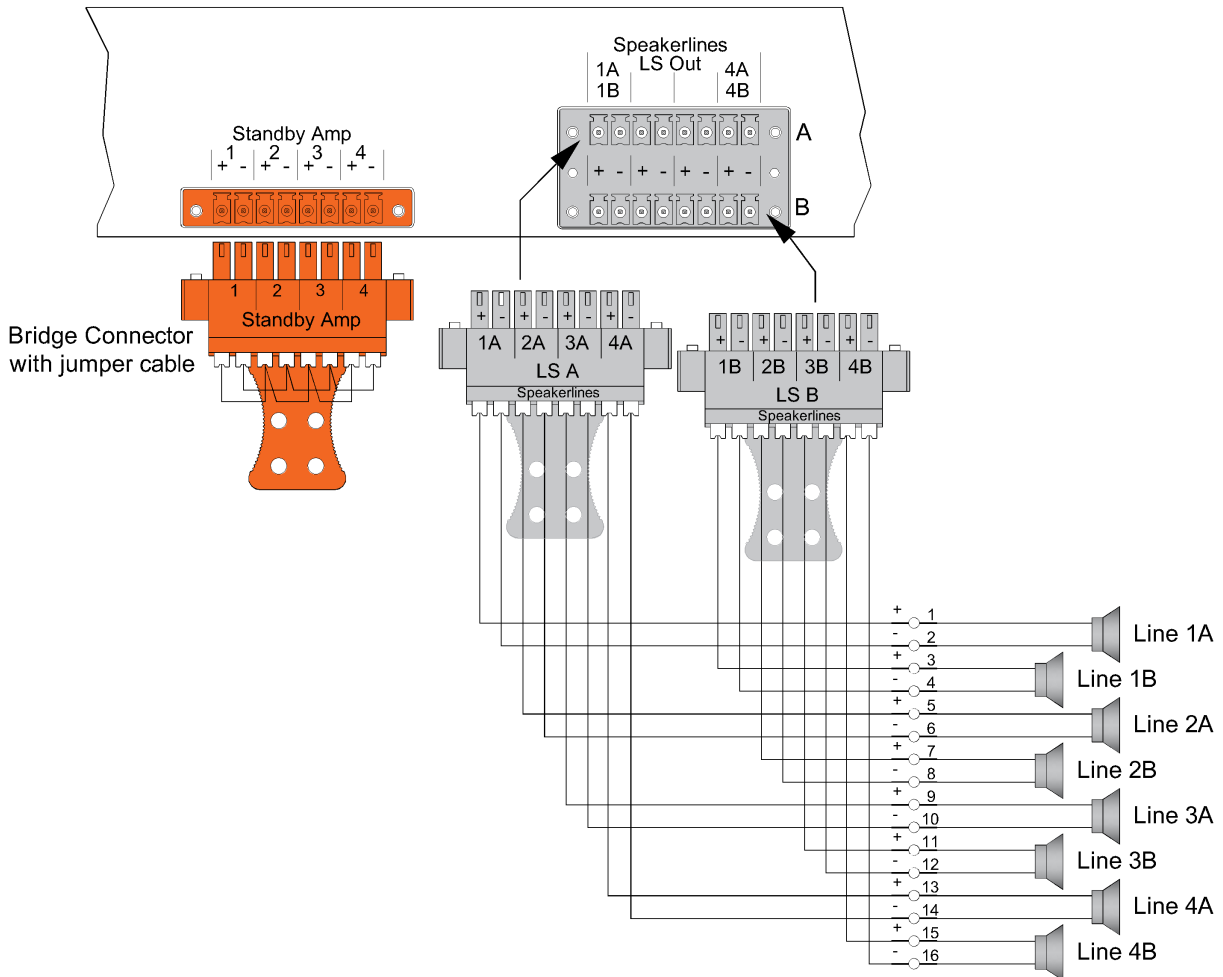 Speakerlines
LS Out
1A 4A
1B 4B
A
+ - + - + - + -
B
Standby Amp
1 2 3 4
+ - + - + - + -
1 2 3 4
Standby Amp
Bridge Connector
with jumper cable
+ - + - + - + -
1A 2A 3A 4A
LS A
Speakerlines
+ - + - + - + -
1B 2B 3B 4B
LS B
Speakerlines
+ 1
- 2
Line 1A
+ 3
- 4
Line 1B
+ 5
- 6
Line 2A
+ 7
- 8
Line 2B
+ 9
- 10
Line 3A
+ 11
- 12
Line 3B
+ 13
- 14
Line 4A
+ 15
- 16
Line 4B